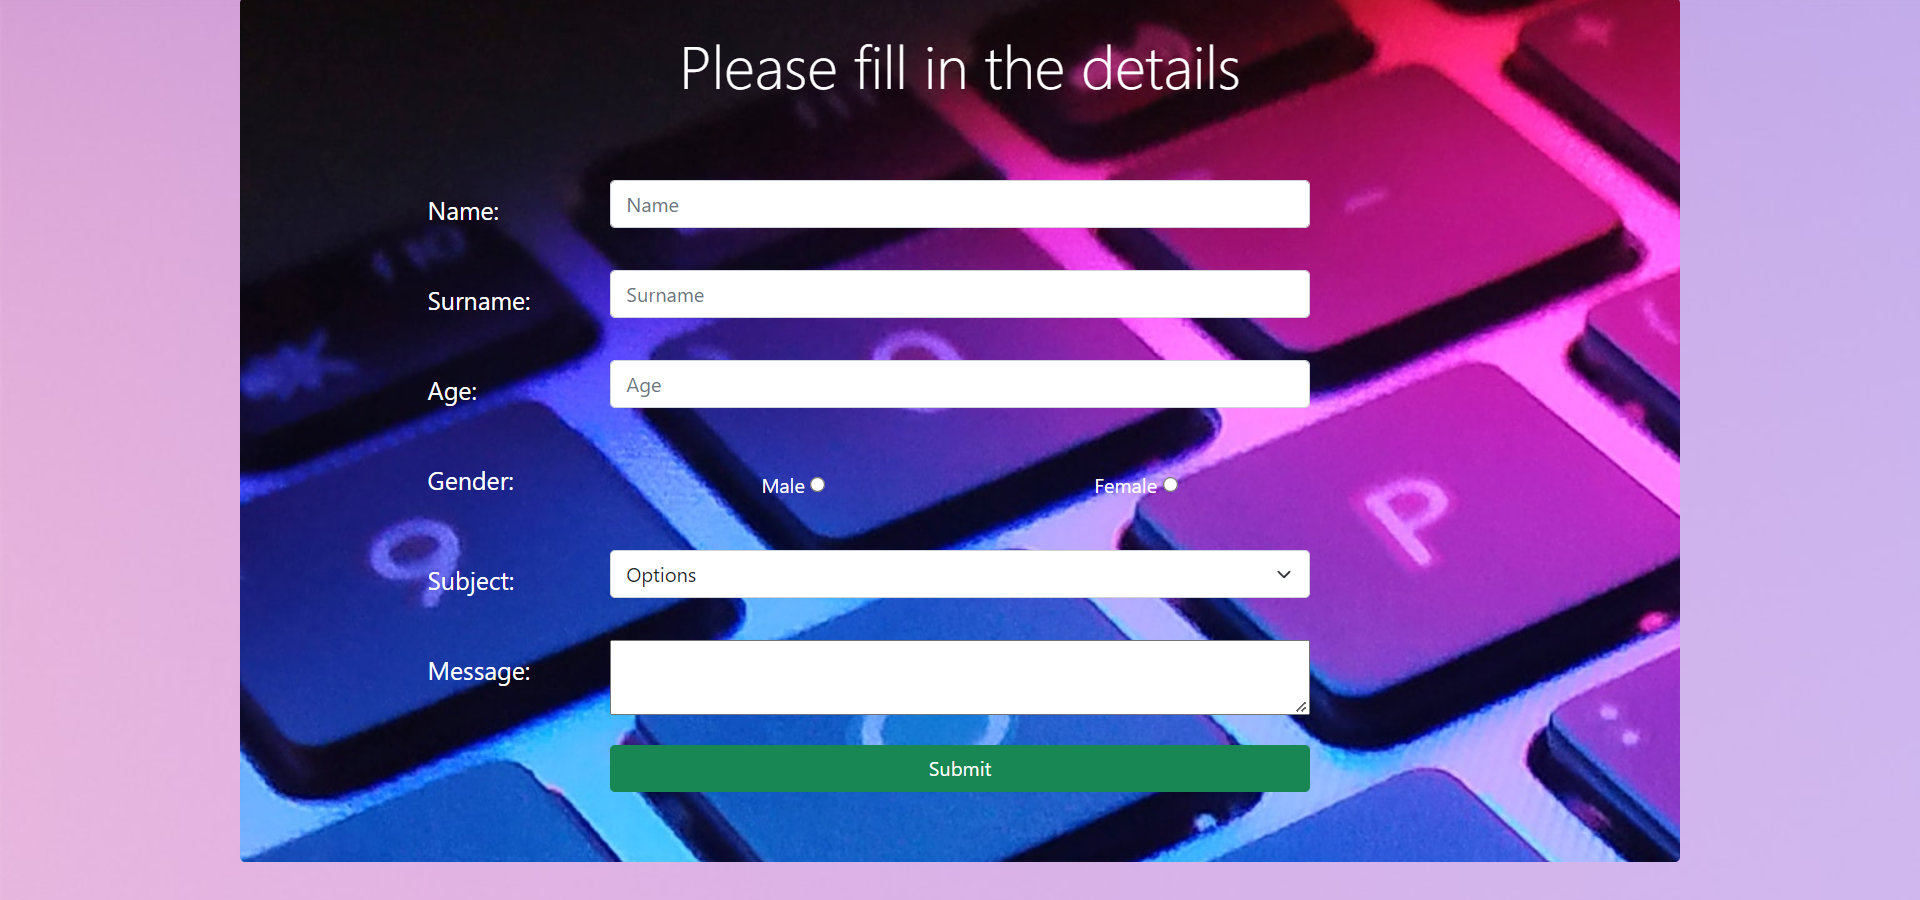 Please fill in the details
Name: Name
Surname: Surname
Age: Age
Gender: Male Female
Subject: Options
Message:
Submit
P